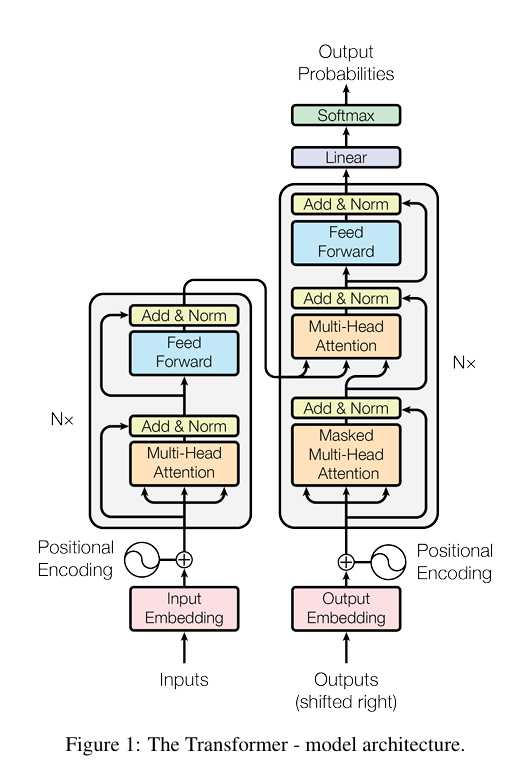 Output
Probabilities
Softmax
Linear
Add & Norm
Feed
Forward
Add & Norm
Multi-Head
Attention
Add & Norm
Masked
Multi-Head
Attention
Nx
Add & Norm
Feed
Forward
Add & Norm
Multi-Head
Attention
Nx
Positional
Encoding
Positional
Encoding
Input
Embedding
Output
Embedding
Inputs
Outputs
(shifted right)
Figure 1: The Transformer - model architecture.